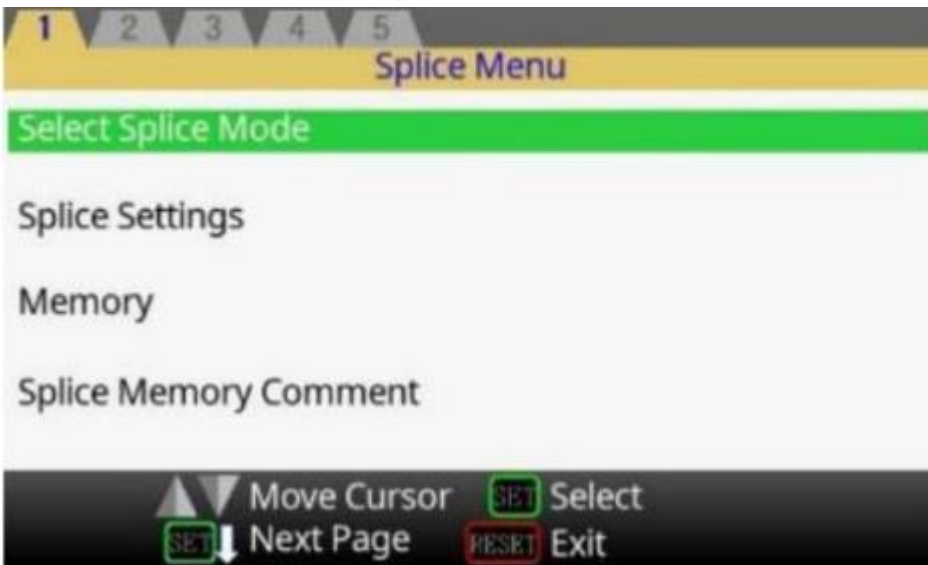 1 2 3 4 5
Splice Menu
Select Splice Mode
Splice Settings
Memory
Splice Memory Comment
Move Cursor SET Select
SET Next Page RESET Exit